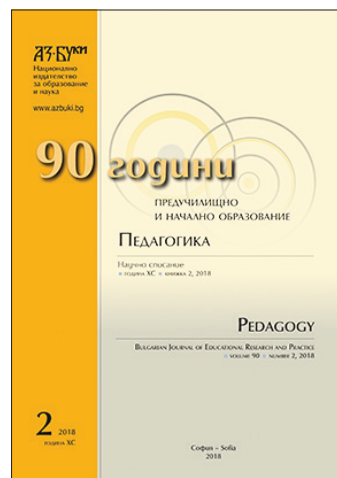 АЗ·БУКИ
Национално
издателство
за образование
и наука
www.azbuki.bg
90 години
ПРЕДУЧИЛИЩНО
И НАЧАЛНО ОБРАЗОВАНИЕ
ПЕДАГОГИКА
Научно списание
година XC книжка 2, 2018
PEDAGOGY
BULGARIAN JOURNAL OF EDUCATIONAL RESEARCH AND PRACTICE
VOLUME 90 NUMBER 2, 2018
2 2018
ГОДИНА XC
София – Sofia
2018